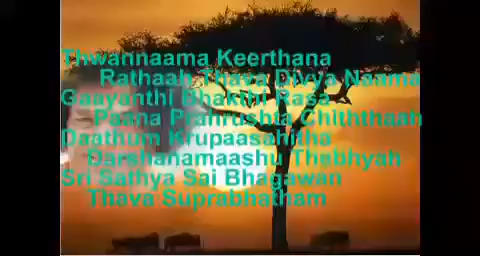 Thwannaama Keerthana
Rathaah Thava Divya Naama
Gaayanthi Bhakthi Rasa
Paana Prahrushta Chiththaah
Daathum Krupaasahitha
Darshanamaashu Thebhyah
Sri Sathya Sai Bhagawan
Thava Suprabhatham